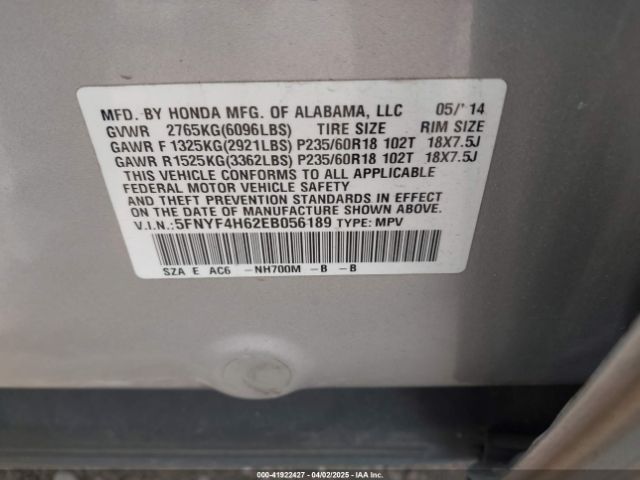 MFD. BY HONDA MFG. OF ALABAMA, LLC 05/'14
GVWR 2765KG(6096LBS) TIRE SIZE RIM SIZE
GAWR F 1325KG(2921LBS) P235/60R18 102T 18X7.5J
GAWR R1525KG(3362LBS) P235/60R18 102T 18X7.5J
THIS VEHICLE CONFORMS TO ALL APPLICABLE
FEDERAL MOTOR VEHICLE SAFETY
AND THEFT PREVENTION STANDARDS IN EFFECT
ON THE DATE OF MANUFACTURE SHOWN ABOVE.
V.I.N.: 5FNYF4H62EB056189 TYPE: MPV
SZA E AC6 -NH700M -B -B
000-41922427 - 04/02/2025 - IAA Inc.